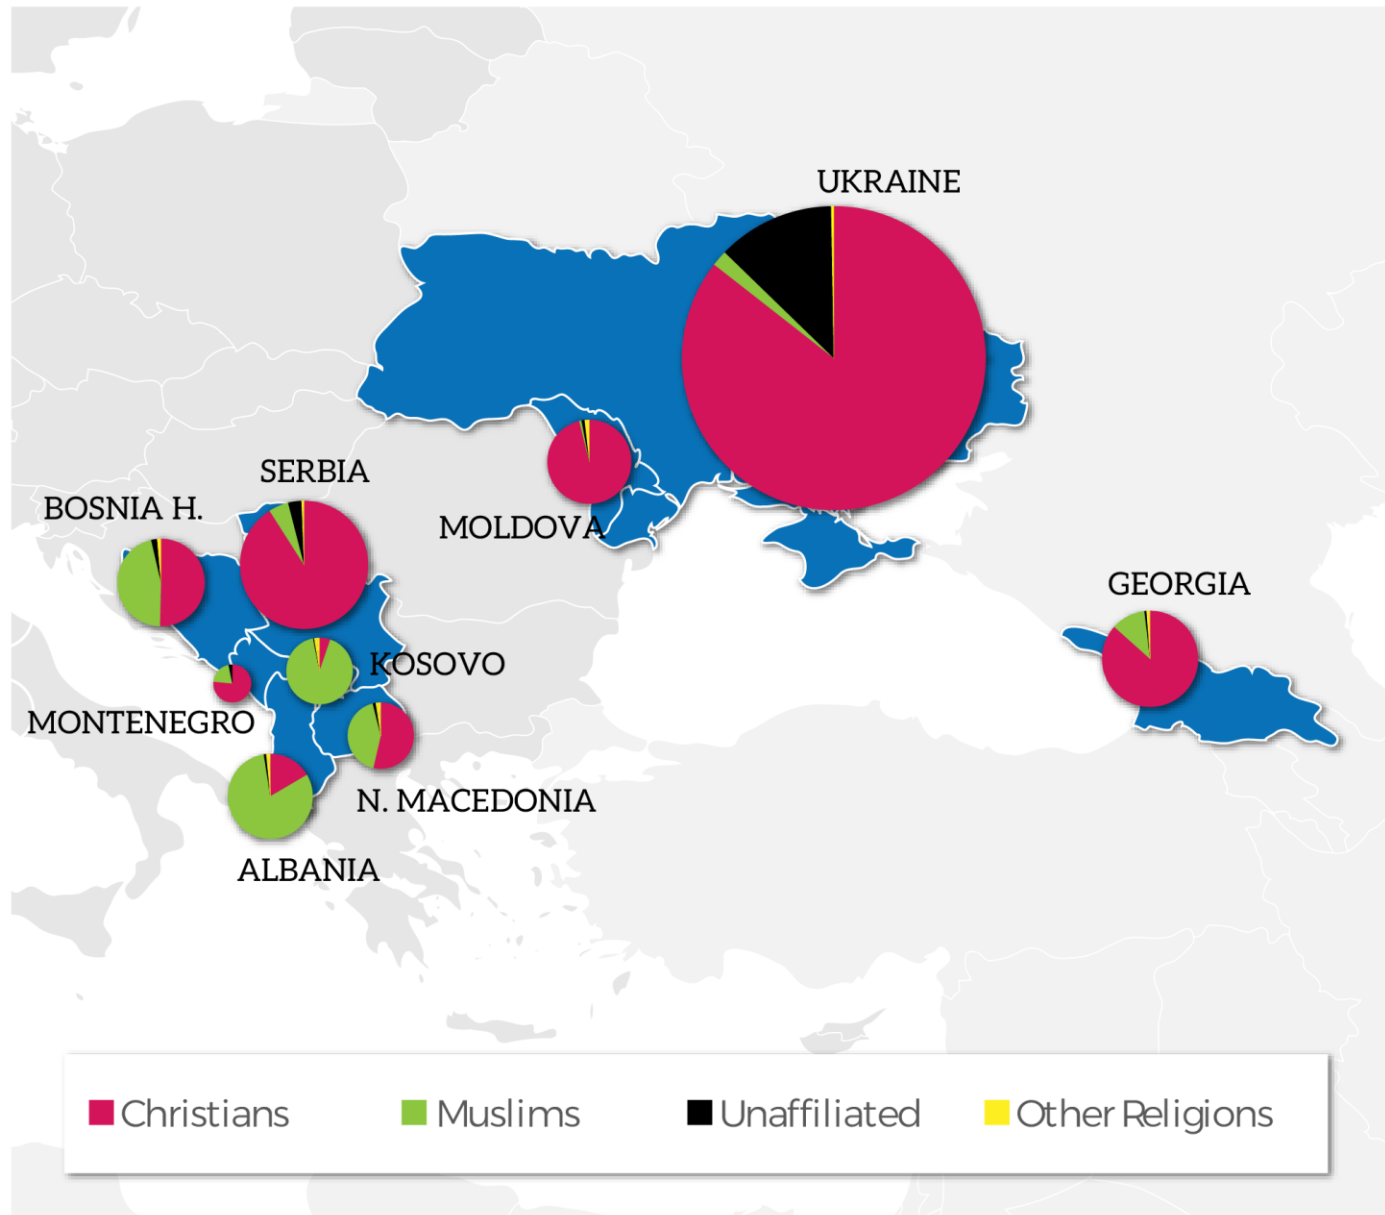 UKRAINE
SERBIA
BOSNIA H.
MOLDOVA
GEORGIA
KOSOVO
MONTENEGRO
N. MACEDONIA
ALBANIA
Christians
Muslims
Unaffiliated
Other Religions